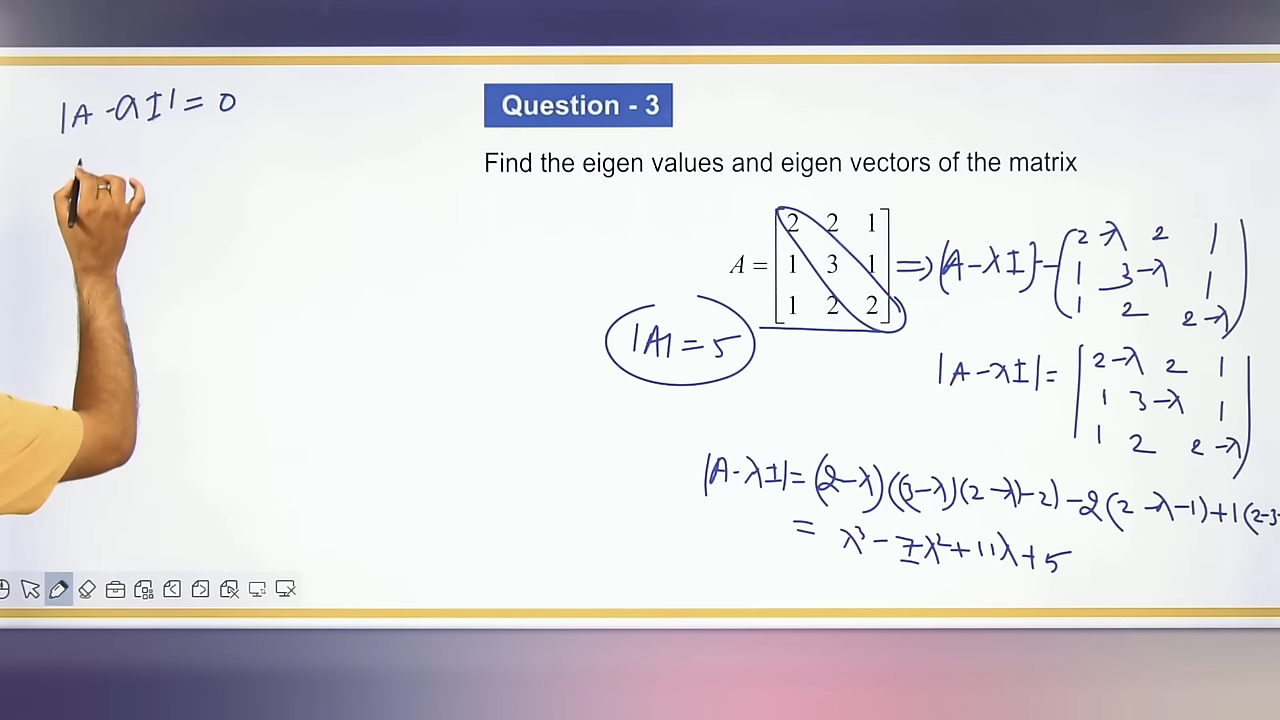 |A - λI| = 0
Question - 3
Find the eigen values and eigen vectors of the matrix
A = [2 2 1
1 3 1
1 2 2]
⇒ [A - λI] - [2-λ 2 1
1 3-λ 1
1 2 2-λ]
|A| = 5
|A - λI| = |2-λ 2 1
1 3-λ 1
1 2 2-λ|
|A - λI| = (2-λ)((3-λ)(2-λ)-2) - 2(2-λ-1) + 1(2-3
= λ³ - 7λ² + 11λ + 5